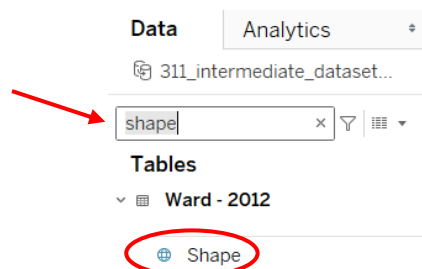 Data Analytics
311_intermediate_dataset...
shape
Tables
Ward - 2012
Shape